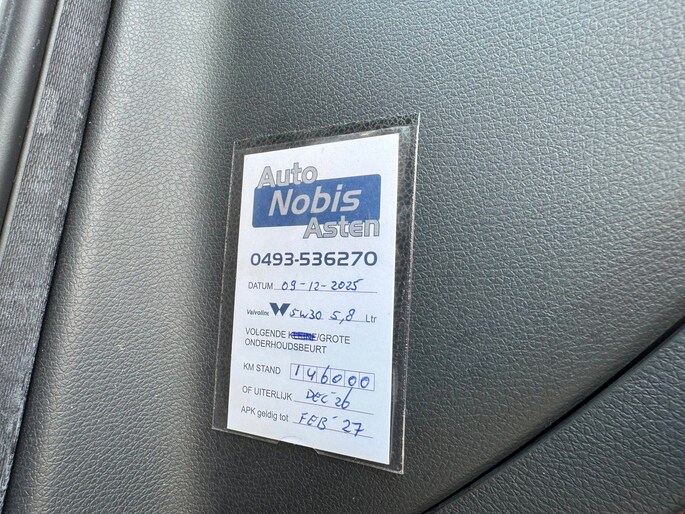 Auto
Nobis
Asten
0493-536270
DATUM 09-12-2025
Valvoline 5W30 5,8 Ltr
VOLGENDE /GROTE
ONDERHOUDSBEURT
KM STAND 146000
OF UITERLIJK DEC-26
APK geldig tot FEB-27